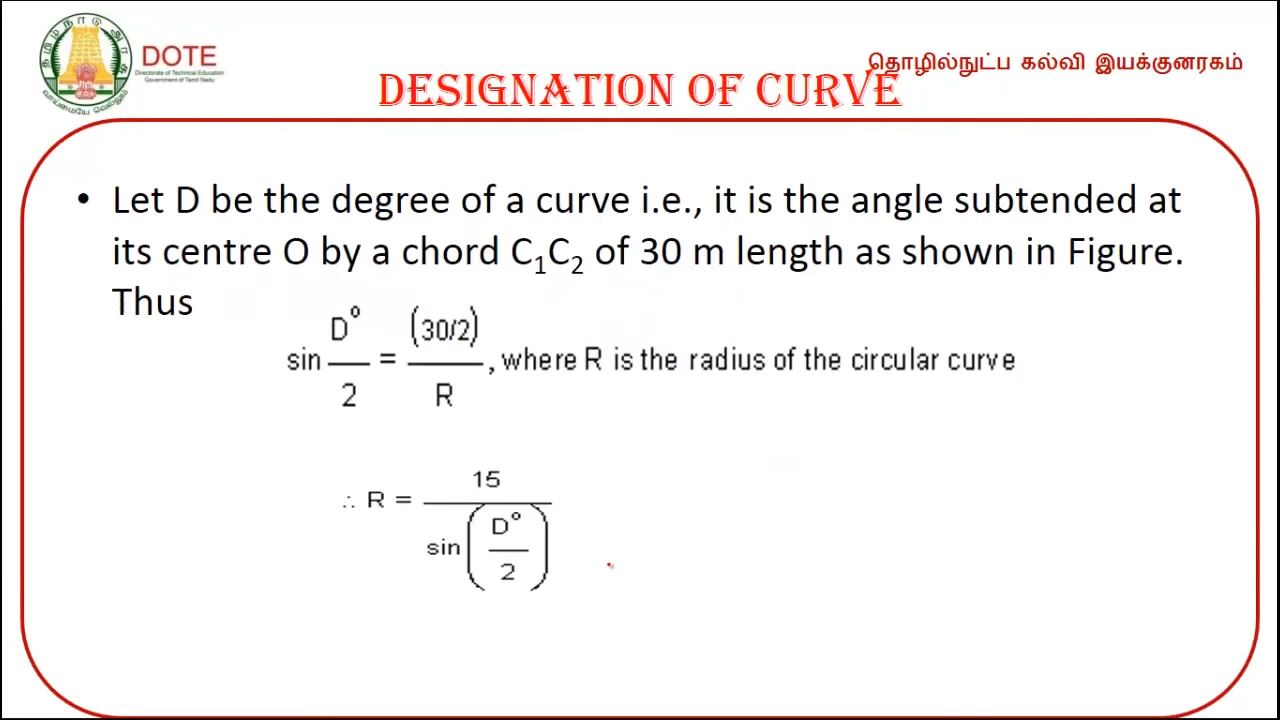 தமிழ்நாடு அரசு
வாய்மையே வெல்லும்
DOTE
Directorate of Technical Education
Government of Tamil Nadu
தொழில்நுட்ப கல்வி இயக்குனரகம்
DESIGNATION OF CURVE
• Let D be the degree of a curve i.e., it is the angle subtended at
its centre O by a chord C₁C₂ of 30 m length as shown in Figure.
Thus
sin D°/2 = (30/2)/R , where R is the radius of the circular curve
∴ R = 15 / sin(D°/2)